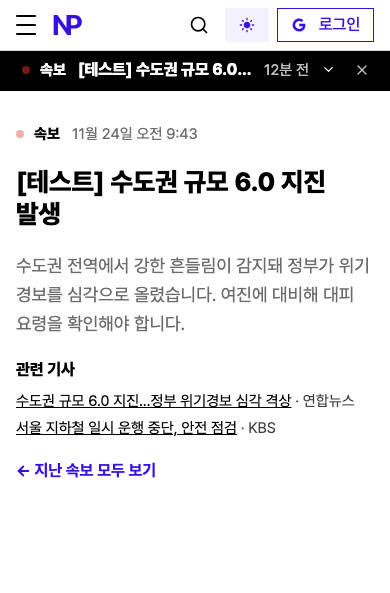 NP
로그인
속보 [테스트] 수도권 규모 6.0... 12분 전
속보 11월 24일 오전 9:43
[테스트] 수도권 규모 6.0 지진
발생
수도권 전역에서 강한 흔들림이 감지돼 정부가 위기
경보를 심각으로 올렸습니다. 여진에 대비해 대피
요령을 확인해야 합니다.
관련 기사
수도권 규모 6.0 지진...정부 위기경보 심각 격상 · 연합뉴스
서울 지하철 일시 운행 중단, 안전 점검 · KBS
← 지난 속보 모두 보기